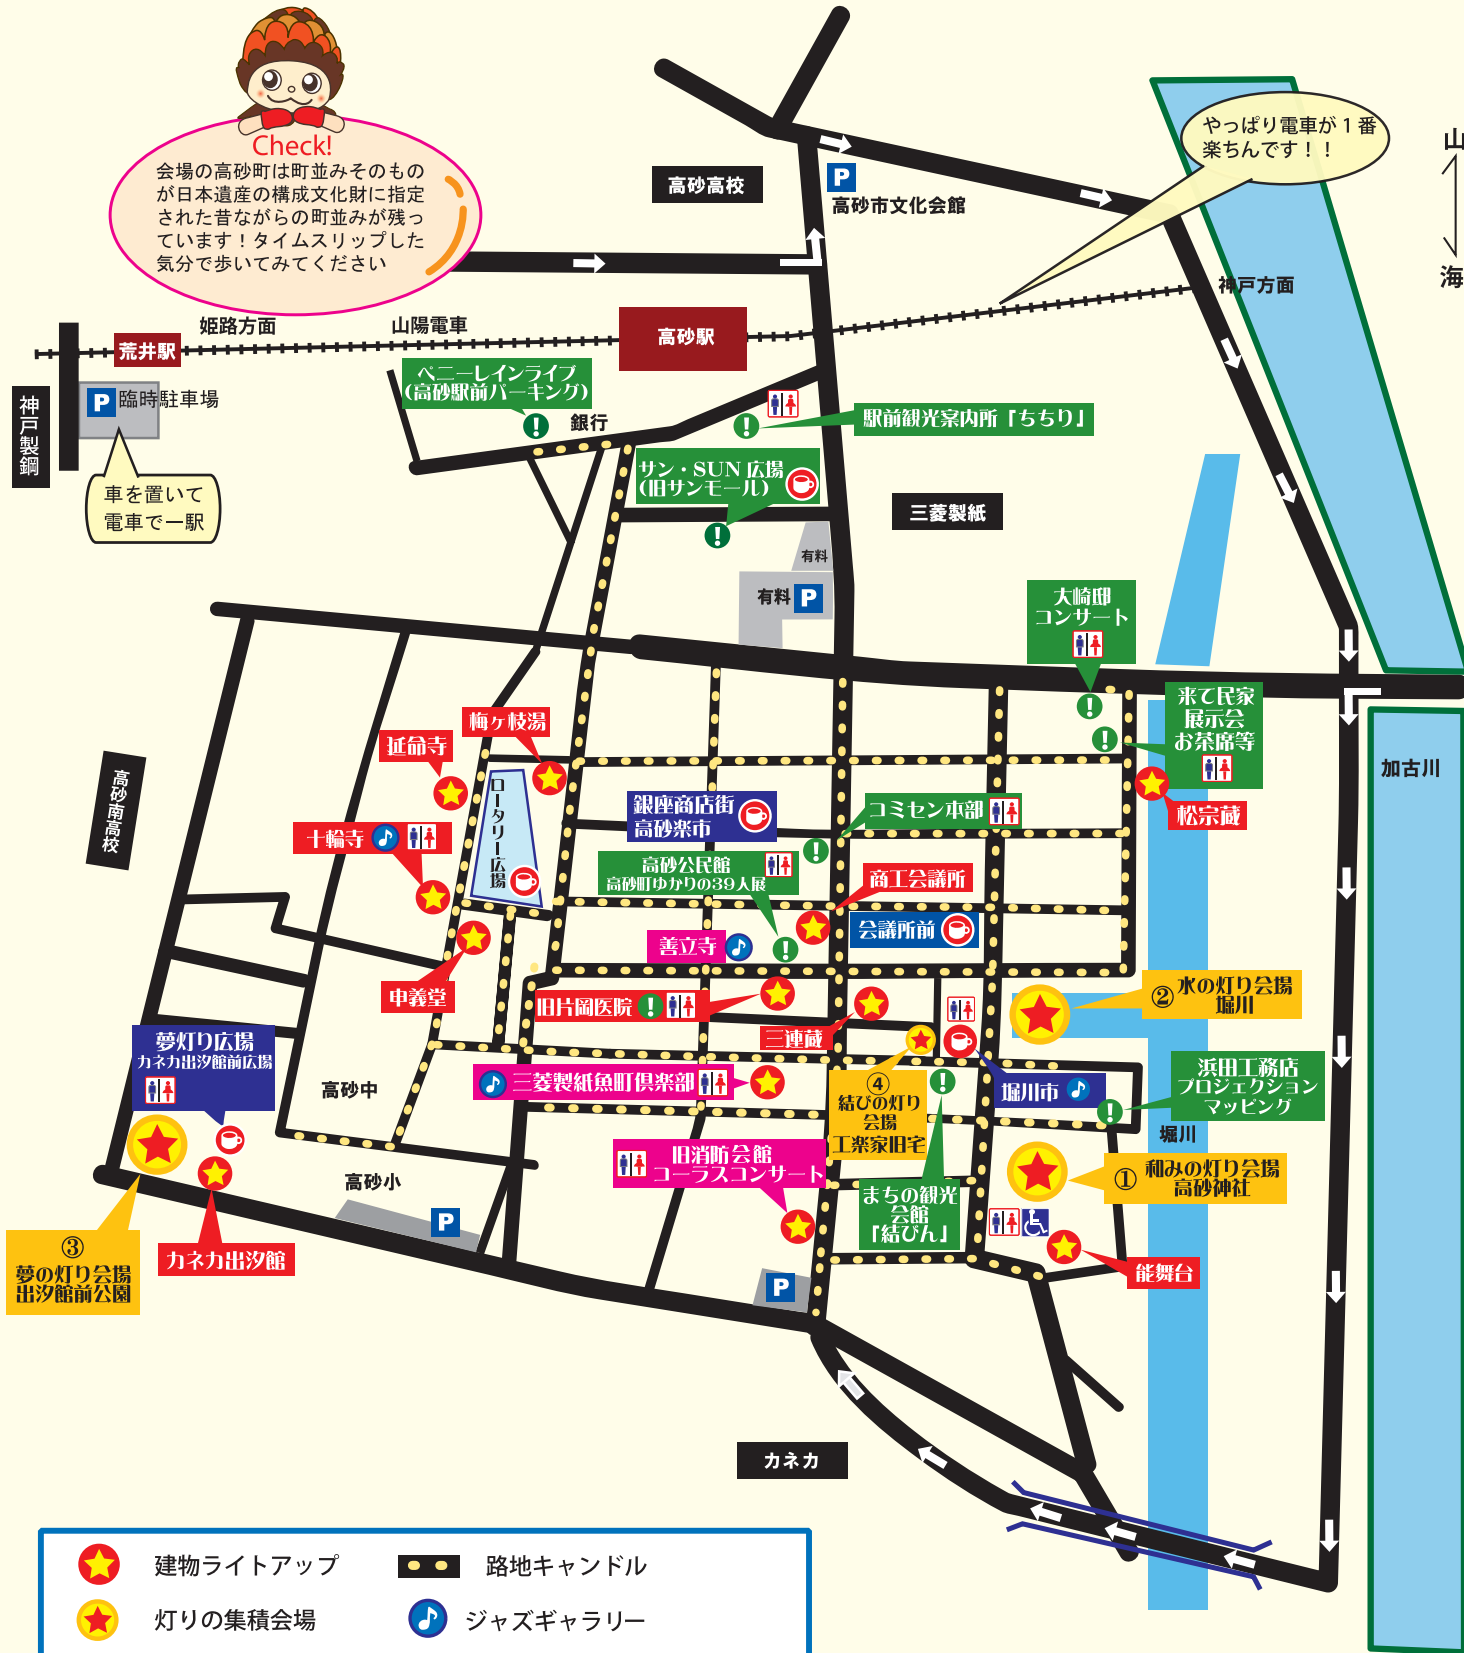 Check!
会場の高砂町は町並みそのもの
が日本遺産の構成文化財に指定
された昔ながらの町並みが残っ
ています！タイムスリップした
気分で歩いてみてください
やっぱり電車が１番
楽ちんです！！
山
海
高砂高校
P
高砂市文化会館
神戸方面
姫路方面
山陽電車
高砂駅
荒井駅
神戸製鋼
P
臨時駐車場
車を置いて
電車で一駅
ペニーレインライブ
(高砂駅前パーキング)
銀行
駅前観光案内所『ちちり』
サン・SUN 広場
(旧サンモール)
三菱製紙
有料
有料
P
大崎邸
コンサート
来て民家
展示会
お茶席等
松宗蔵
加古川
梅ヶ枝湯
延命寺
高砂南高校
ロータリー広場
十輪寺
銀座商店街
高砂楽市
コミセン本部
高砂公民館
高砂町ゆかりの39人展
商工会議所
会議所前
善立寺
申義堂
旧片岡医院
三連蔵
② 水の灯り会場
堀川
夢灯り広場
カネカ出汐館前広場
高砂中
三菱製紙魚町倶楽部
④
結びの灯り
会場
工楽家旧宅
堀川市
浜田工務店
プロジェクション
マッピング
堀川
旧消防会館
コーラスコンサート
① 和みの灯り会場
高砂神社
まちの観光
会館
『結びん』
高砂小
P
③
夢の灯り会場
出汐館前公園
カネカ出汐館
能舞台
P
カネカ
建物ライトアップ
路地キャンドル
灯りの集積会場
ジャズギャラリー